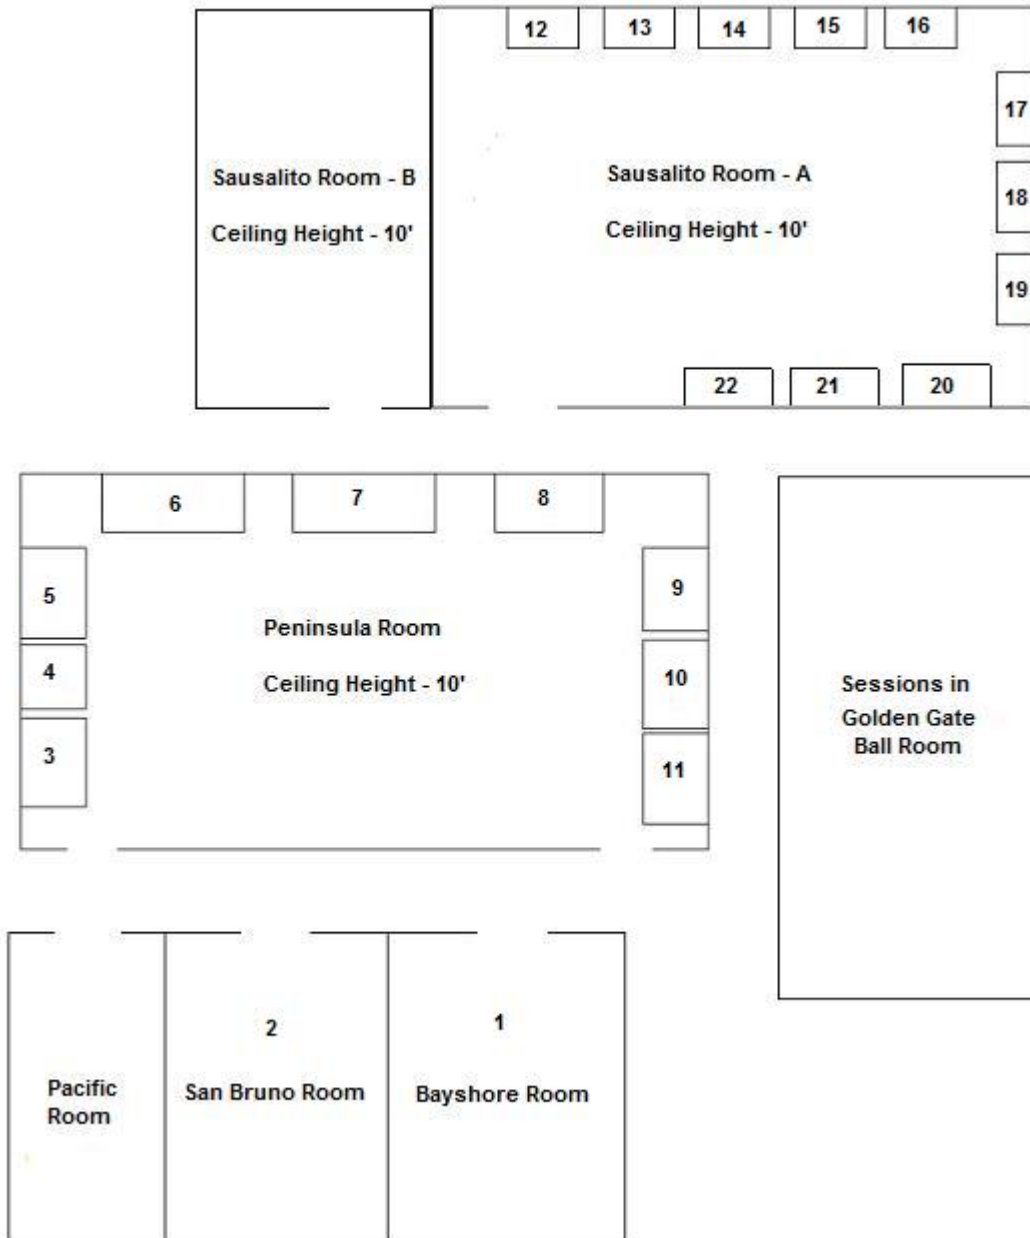 12
13
14
15
16
17
18
19
Sausalito Room - B
Ceiling Height - 10'
Sausalito Room - A
Ceiling Height - 10'
22
21
20
6
7
8
5
4
3
9
10
11
Peninsula Room
Ceiling Height - 10'
Sessions in
Golden Gate
Ball Room
2
1
Pacific
Room
San Bruno Room
Bayshore Room